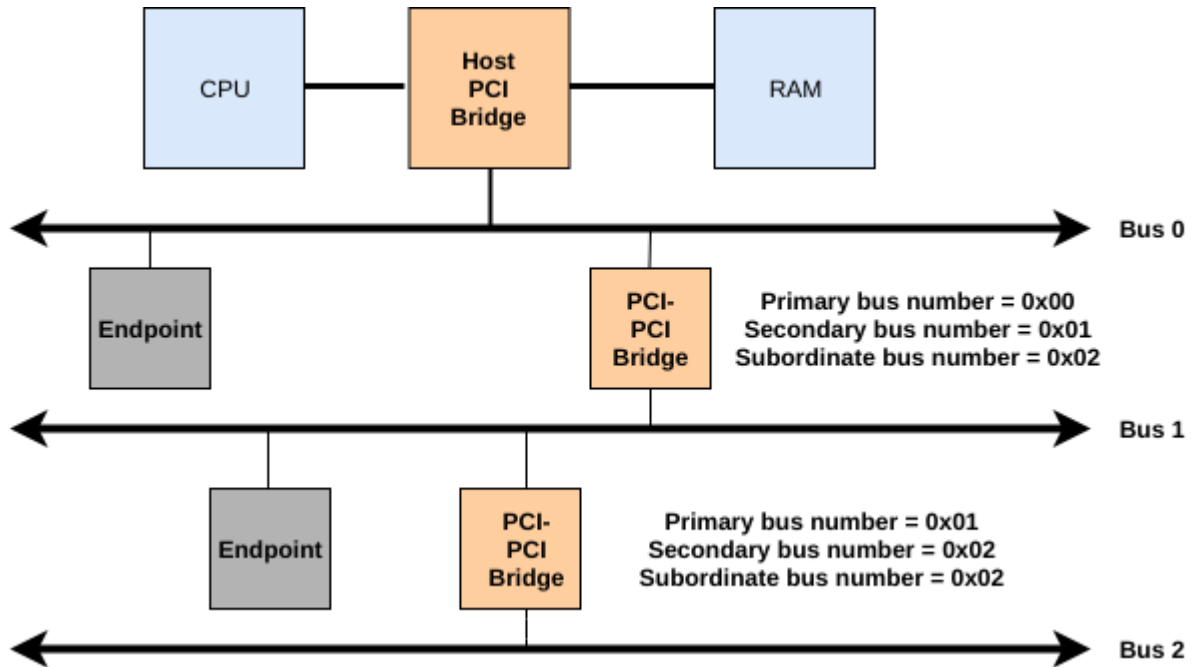 CPU
Host
PCI
Bridge
RAM
Bus 0
Endpoint
PCI-
PCI
Bridge
Primary bus number = 0x00
Secondary bus number = 0x01
Subordinate bus number = 0x02
Bus 1
Endpoint
PCI-
PCI
Bridge
Primary bus number = 0x01
Secondary bus number = 0x02
Subordinate bus number = 0x02
Bus 2